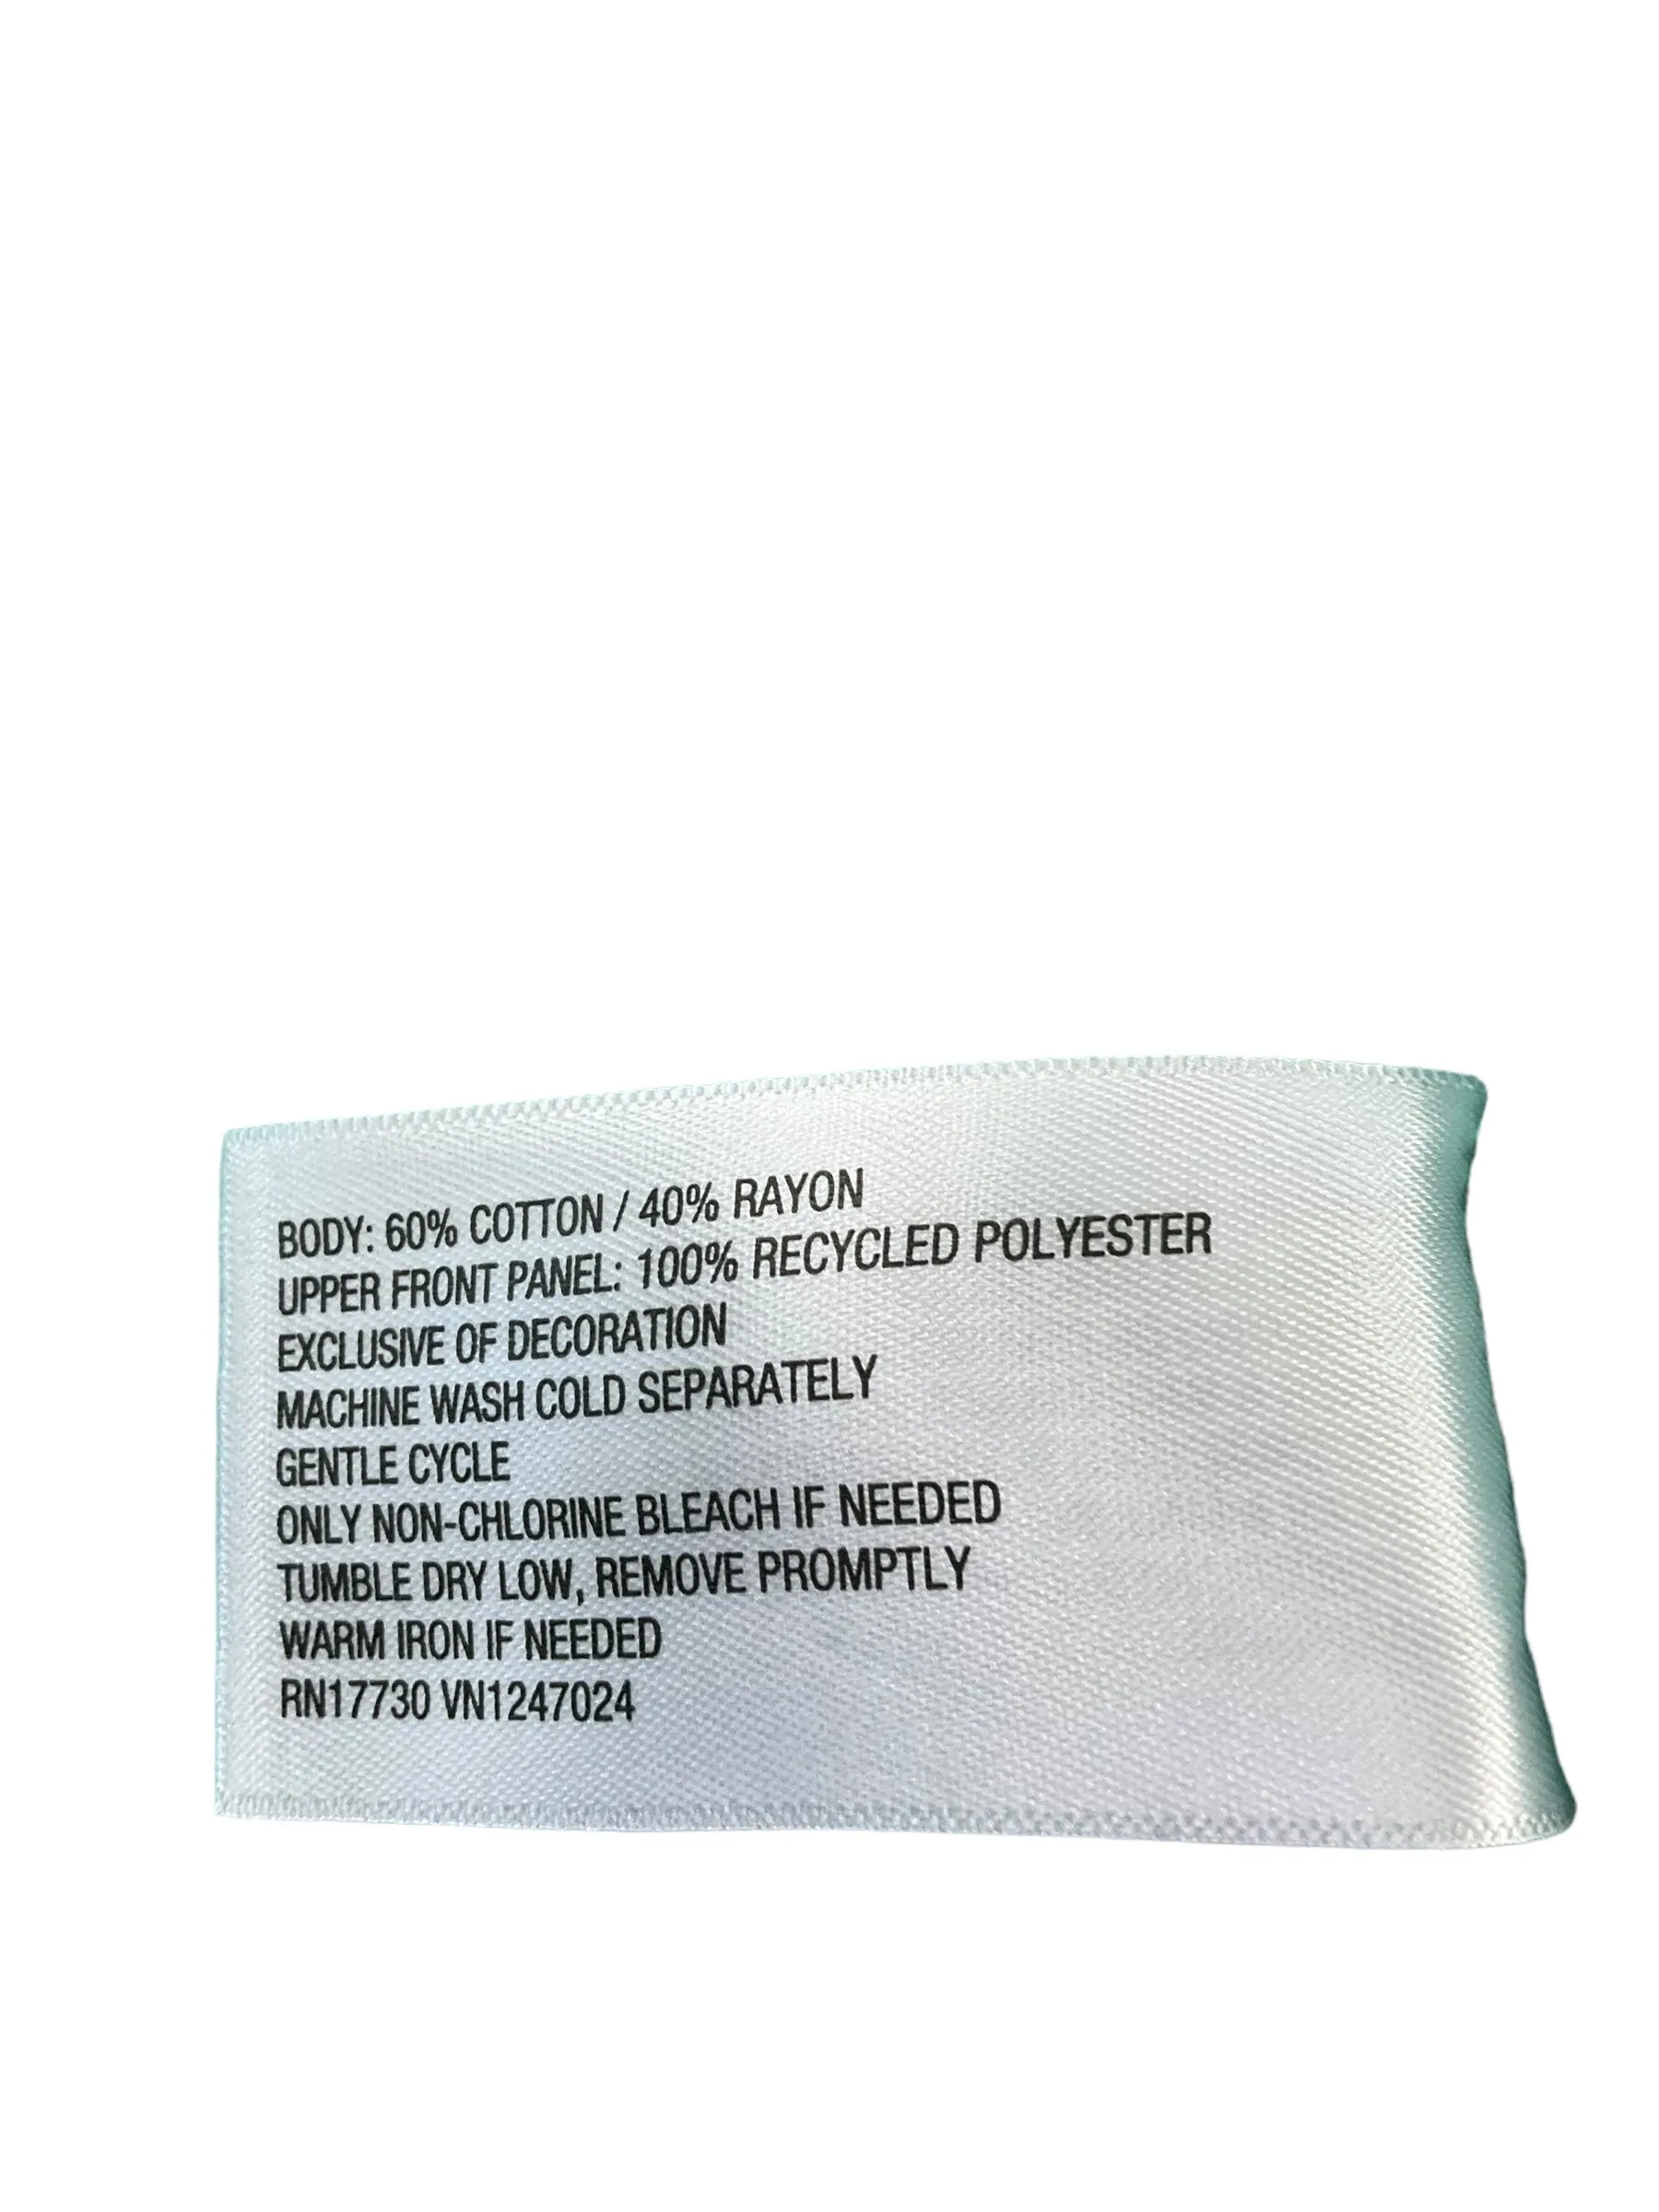 BODY: 60% COTTON / 40% RAYON
UPPER FRONT PANEL: 100% RECYCLED POLYESTER
EXCLUSIVE OF DECORATION
MACHINE WASH COLD SEPARATELY
GENTLE CYCLE
ONLY NON-CHLORINE BLEACH IF NEEDED
TUMBLE DRY LOW, REMOVE PROMPTLY
WARM IRON IF NEEDED
RN17730 VN1247024